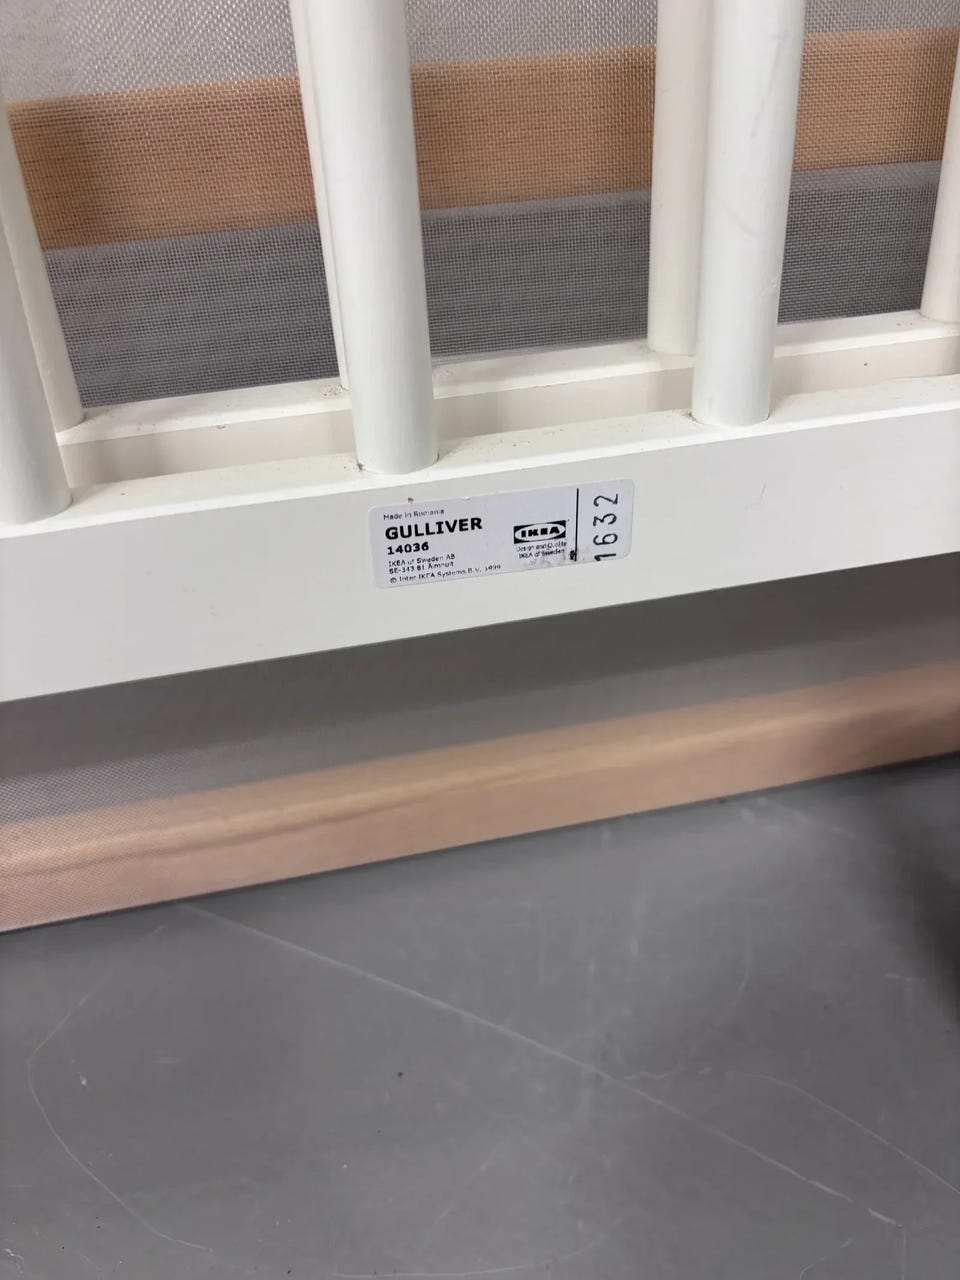 Made in Romania
GULLIVER
14036
IKEA of Sweden AB
SE-343 81 Älmhult
© Inter IKEA Systems B.V. 1999
IKEA
Design and Quality
IKEA of Sweden
1632